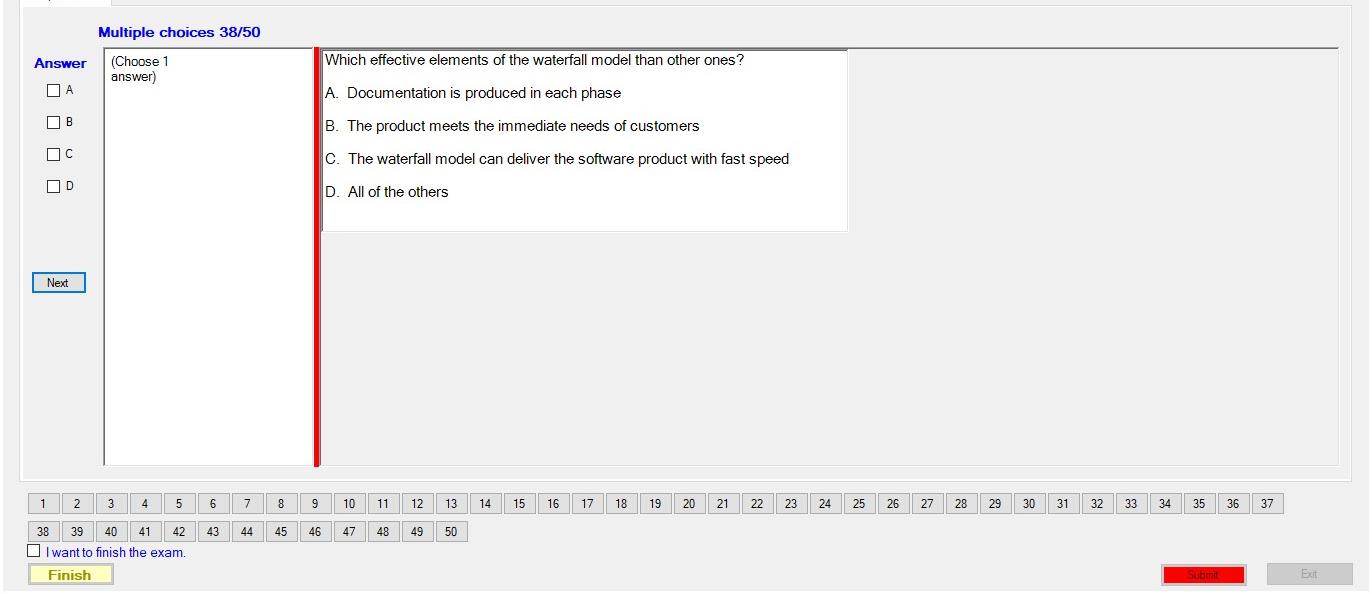 Multiple choices 38/50
Answer
A
B
C
D
Next
(Choose 1
answer)
Which effective elements of the waterfall model than other ones?
A. Documentation is produced in each phase
B. The product meets the immediate needs of customers
C. The waterfall model can deliver the software product with fast speed
D. All of the others
1 2 3 4 5 6 7 8 9 10 11 12 13 14 15 16 17 18 19 20 21 22 23 24 25 26 27 28 29 30 31 32 33 34 35 36 37
38 39 40 41 42 43 44 45 46 47 48 49 50
I want to finish the exam.
Finish
Submit
Exit